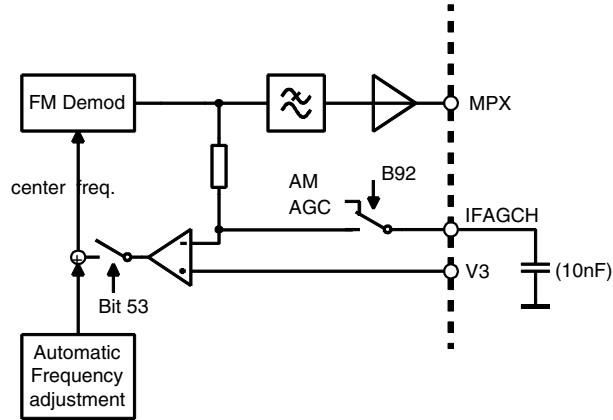 FM Demod
MPX
center freq.
AM
AGC
B92
IFAGCH
-
+
V3
(10nF)
Bit 53
+
Automatic
Frequency
adjustment